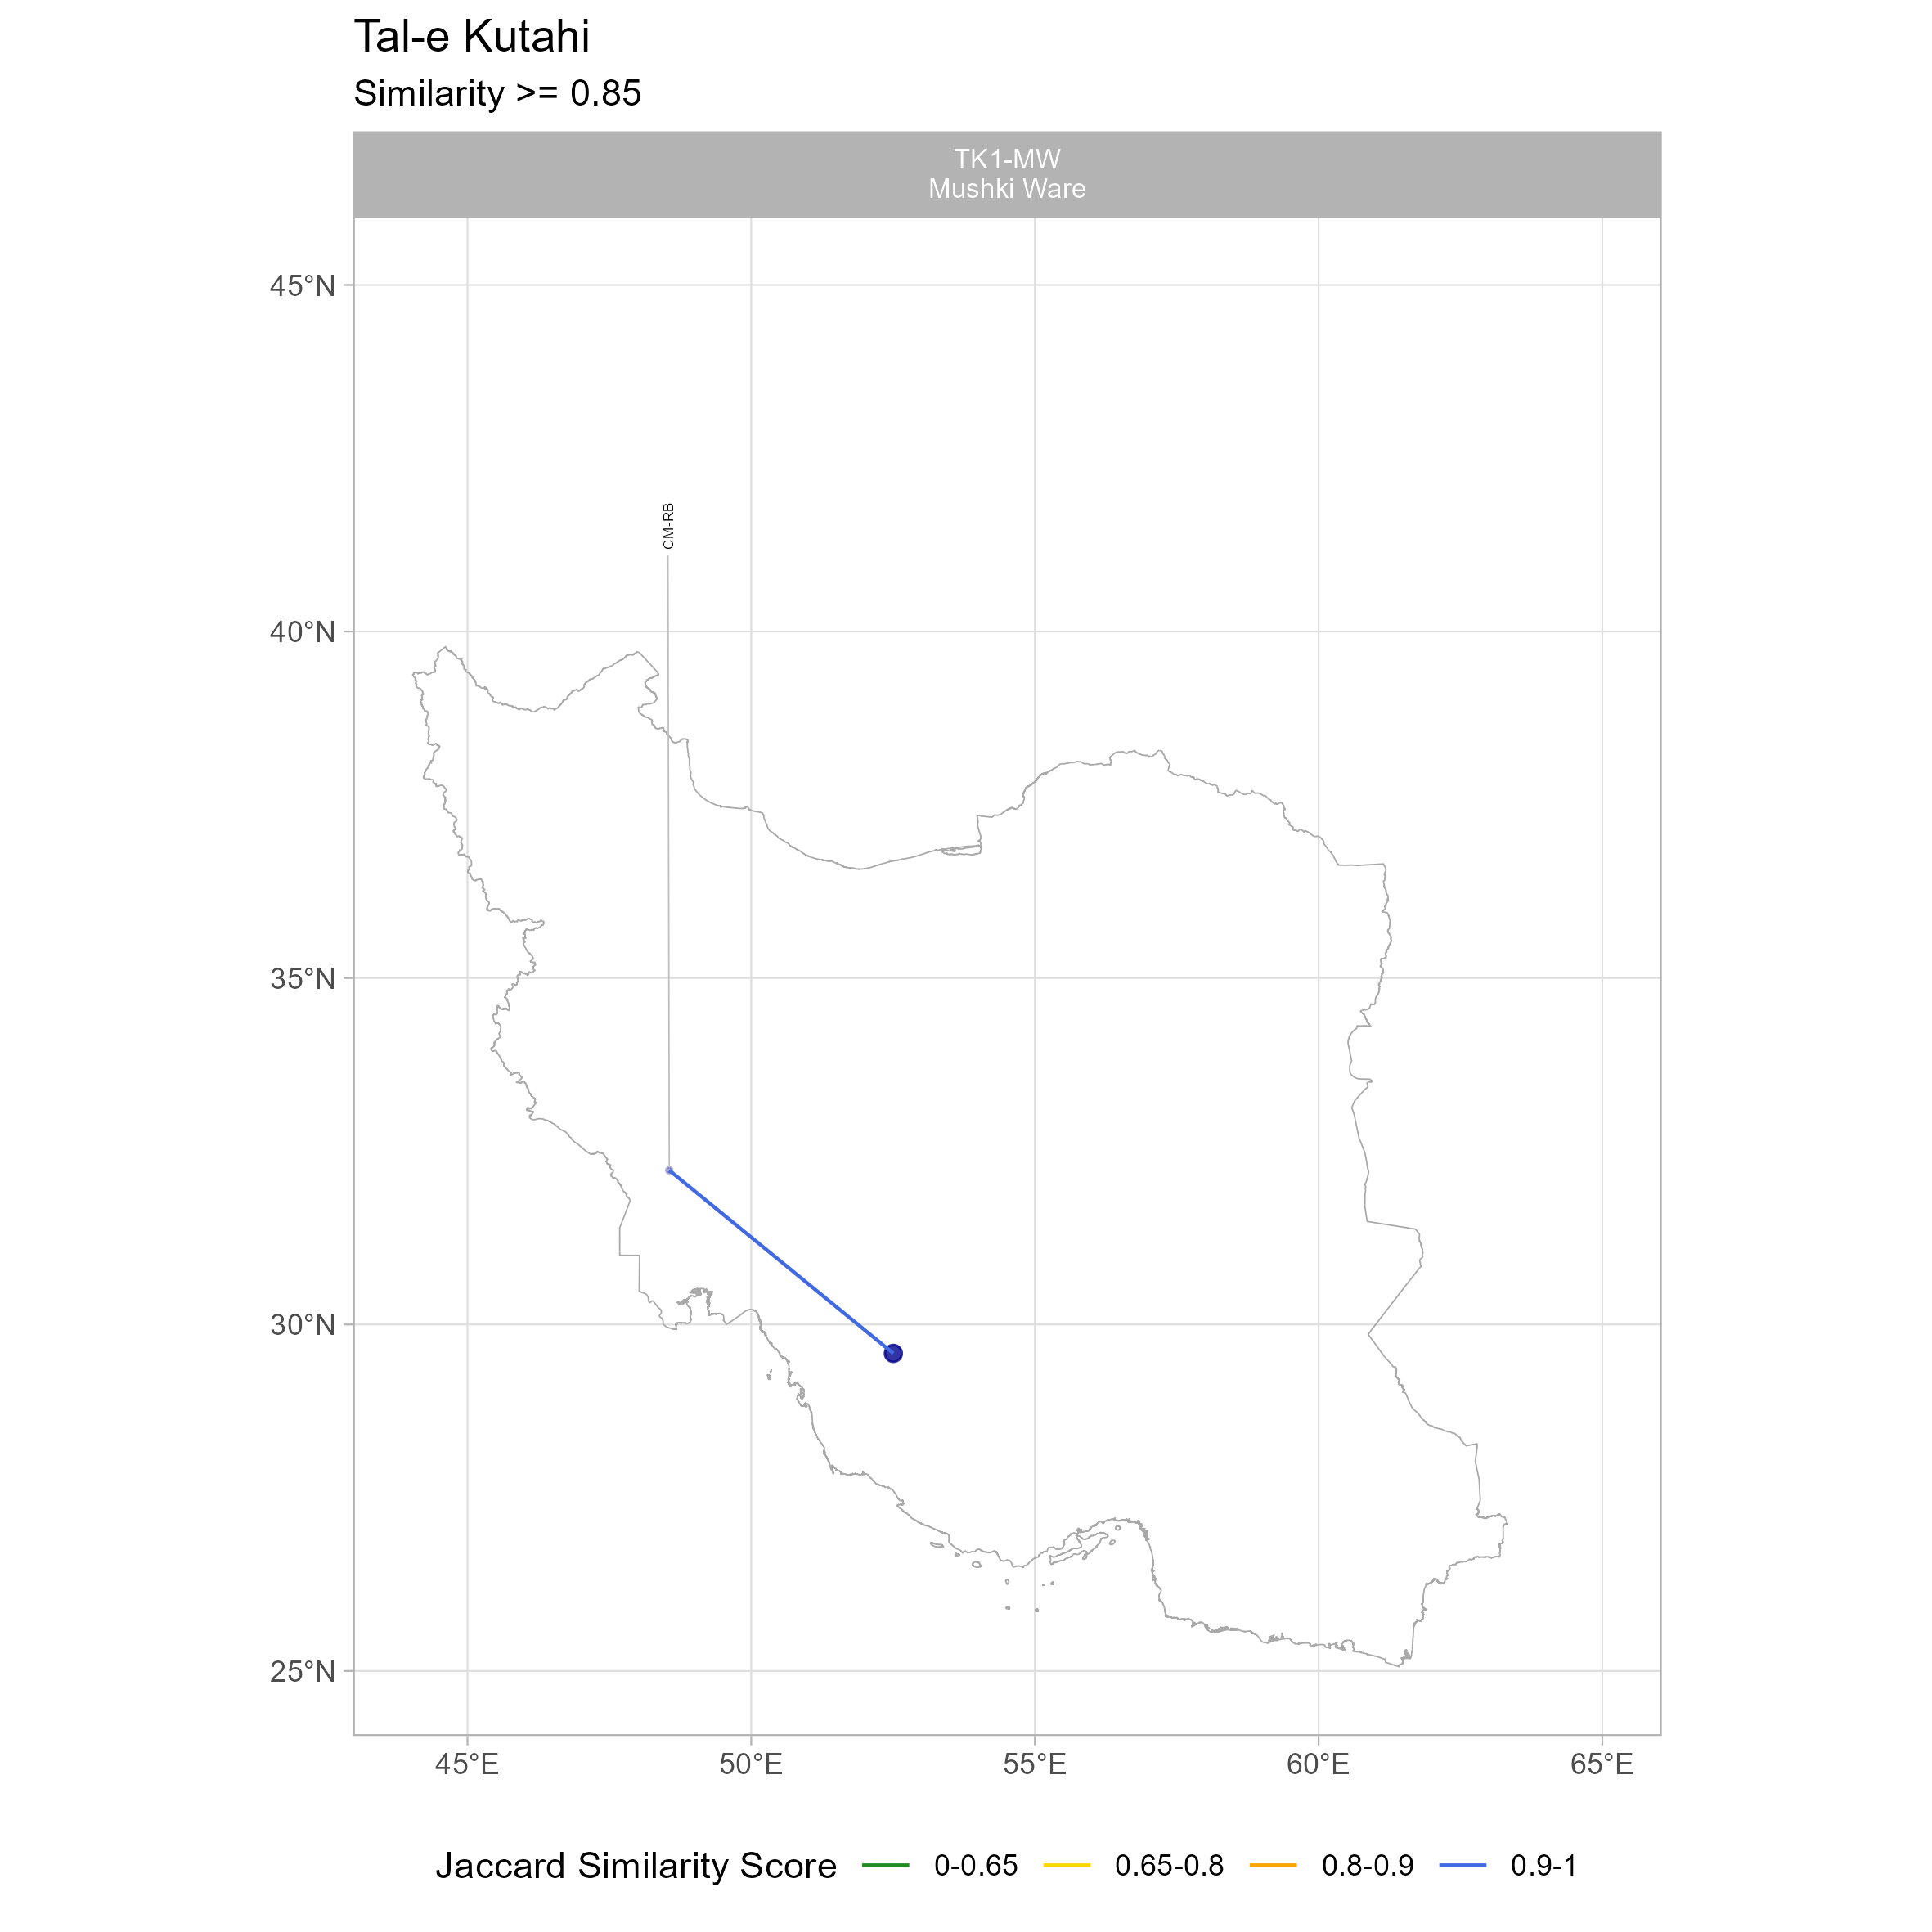 Tal-e Kutahi
Similarity >= 0.85
TK1-MW
Mushki Ware
45°N
CM-RB
40°N
35°N
30°N
25°N
45°E 50°E 55°E 60°E 65°E
Jaccard Similarity Score 0-0.65 0.65-0.8 0.8-0.9 0.9-1